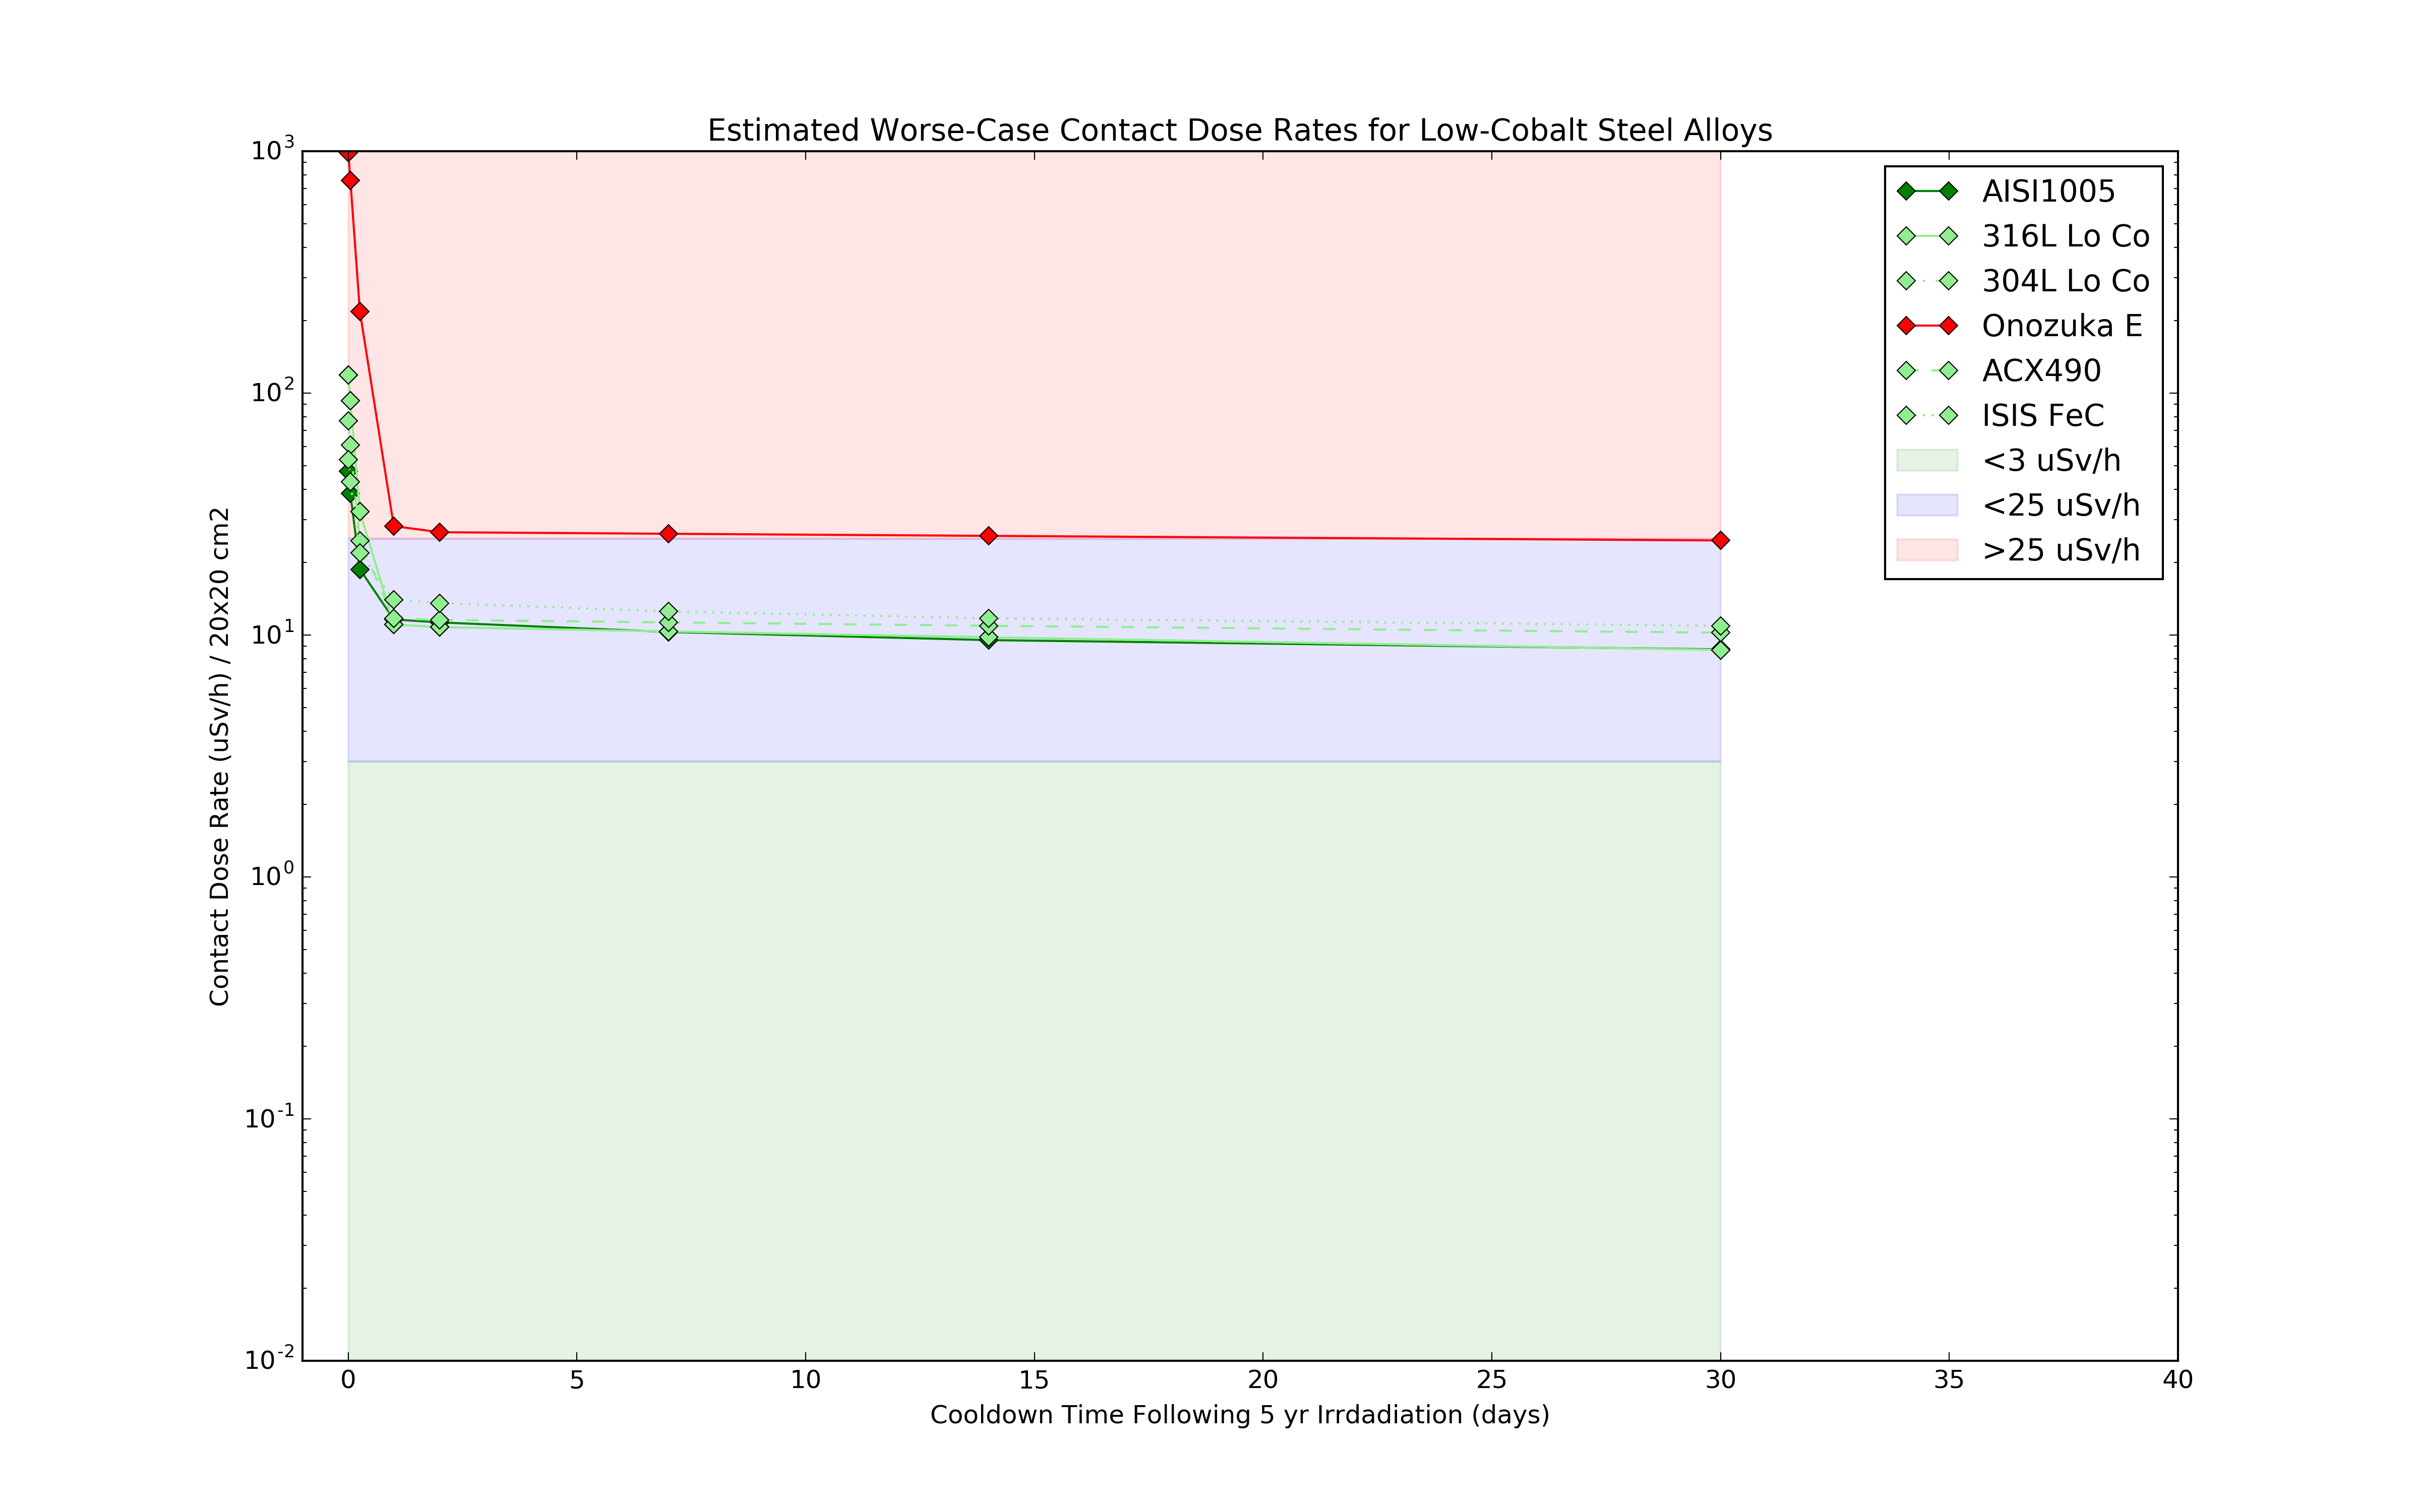 Estimated Worse-Case Contact Dose Rates for Low-Cobalt Steel Alloys
10^3
10^2
10^1
10^0
10^-1
10^-2
Contact Dose Rate (uSv/h) / 20x20 cm2
AISI1005
316L Lo Co
304L Lo Co
Onozuka E
ACX490
ISIS FeC
<3 uSv/h
<25 uSv/h
>25 uSv/h
0 5 10 15 20 25 30 35 40
Cooldown Time Following 5 yr Irrdadiation (days)